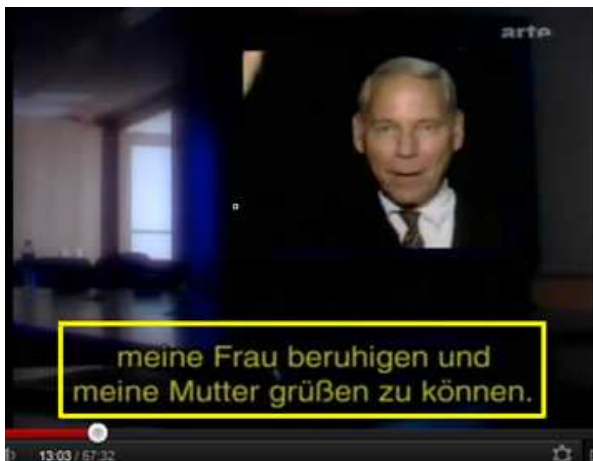 arte
meine Frau beruhigen und
meine Mutter grüßen zu können.
13:03 / 57:32